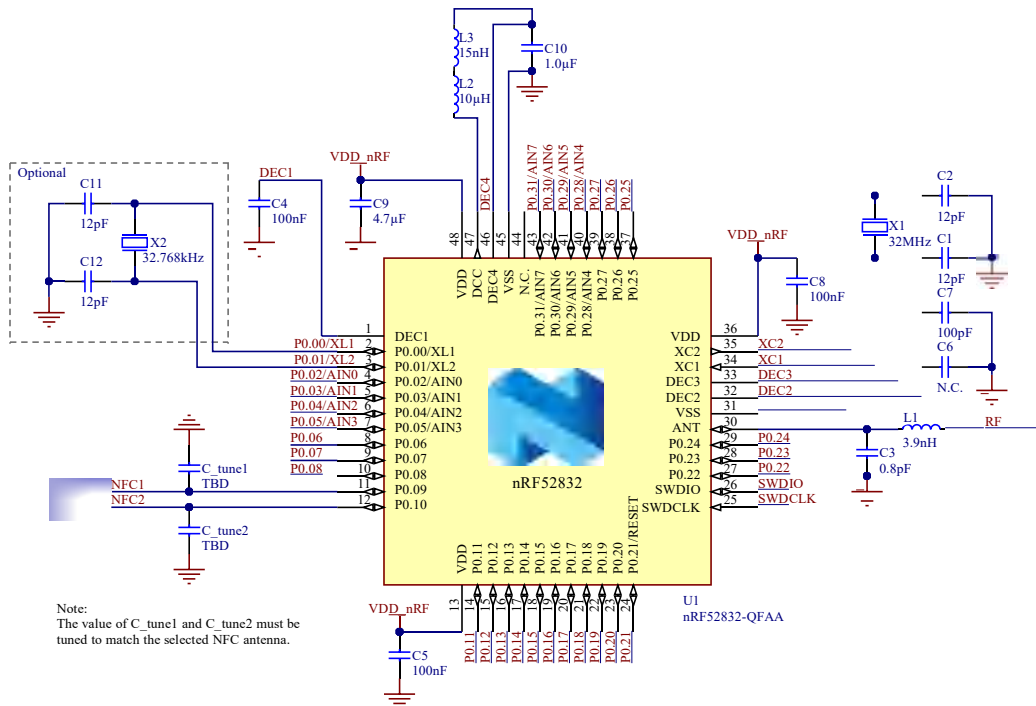 L3
15nH
L2
10µH
C10
1.0µF
Optional
C11
12pF
X2
32.768kHz
C12
12pF
DEC1
C4
100nF
VDD_nRF
C9
4.7µF
DEC4
P0.31/AIN7
P0.30/AIN6
P0.29/AIN5
P0.28/AIN4
P0.27
P0.26
P0.25
48
47
46
45
44
43
42
41
40
39
38
37
VDD
DCC
DEC4
VSS
N.C.
P0.31/AIN7
P0.30/AIN6
P0.29/AIN5
P0.28/AIN4
P0.27
P0.26
P0.25
VDD_nRF
C8
100nF
X1
32MHz
C2
12pF
C1
12pF
C7
100pF
C6
N.C.
P0.00/XL1
P0.01/XL2
P0.02/AIN0
P0.03/AIN1
P0.04/AIN2
P0.05/AIN3
P0.06
P0.07
P0.08
NFC1
NFC2
1
2
3
4
5
6
7
8
9
10
11
12
DEC1
P0.00/XL1
P0.01/XL2
P0.02/AIN0
P0.03/AIN1
P0.04/AIN2
P0.05/AIN3
P0.06
P0.07
P0.08
P0.09
P0.10
nRF52832
VDD
XC2
XC1
DEC3
DEC2
VSS
ANT
P0.24
P0.23
P0.22
SWDIO
SWDCLK
36
35
34
33
32
31
30
29
28
27
26
25
XC2
XC1
DEC3
DEC2
P0.24
P0.23
P0.22
SWDIO
SWDCLK
L1
3.9nH
RF
C3
0.8pF
C_tune1
TBD
C_tune2
TBD
VDD
P0.11
P0.12
P0.13
P0.14
P0.15
P0.16
P0.17
P0.18
P0.19
P0.20
P0.21/RESET
13
14
15
16
17
18
19
20
21
22
23
24
P0.11
P0.12
P0.13
P0.14
P0.15
P0.16
P0.17
P0.18
P0.19
P0.20
P0.21
VDD_nRF
C5
100nF
U1
nRF52832-QFAA
Note:
The value of C_tune1 and C_tune2 must be
tuned to match the selected NFC antenna.